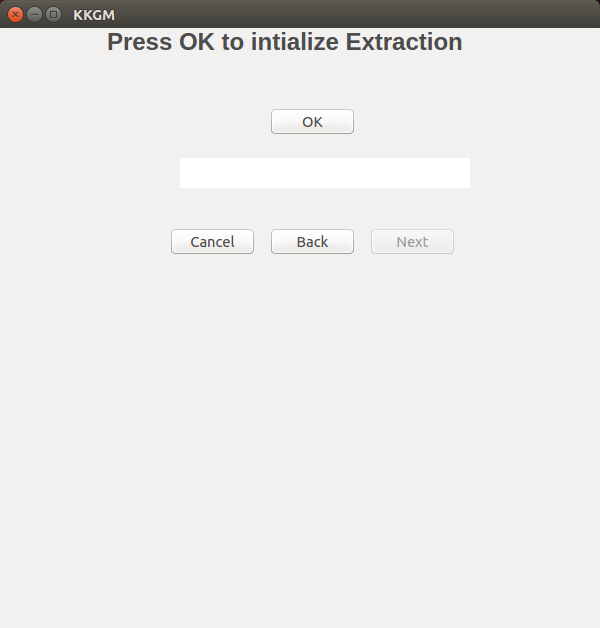 KKGM
Press OK to intialize Extraction
OK
Cancel Back Next